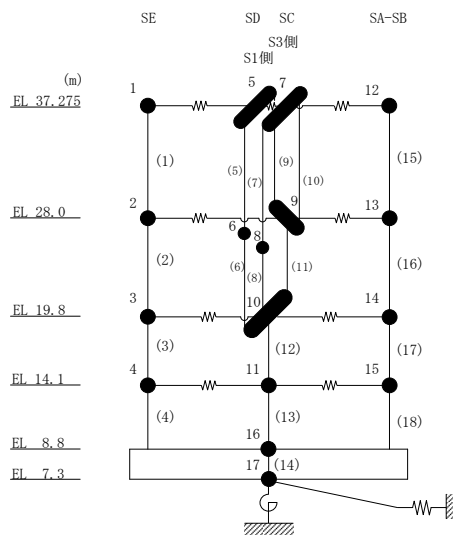 SE SD SC SA-SB
S3側
S1側
(m)
EL 37.275 1 5 7 12
(1) (5) (7) (9) (10) (15)
EL 28.0 2 6 8 9 13
(2) (6) (8) (11) (16)
EL 19.8 3 10 14
(3) (12) (17)
EL 14.1 4 11 15
(4) (13) (18)
EL 8.8 16
EL 7.3 17 (14)